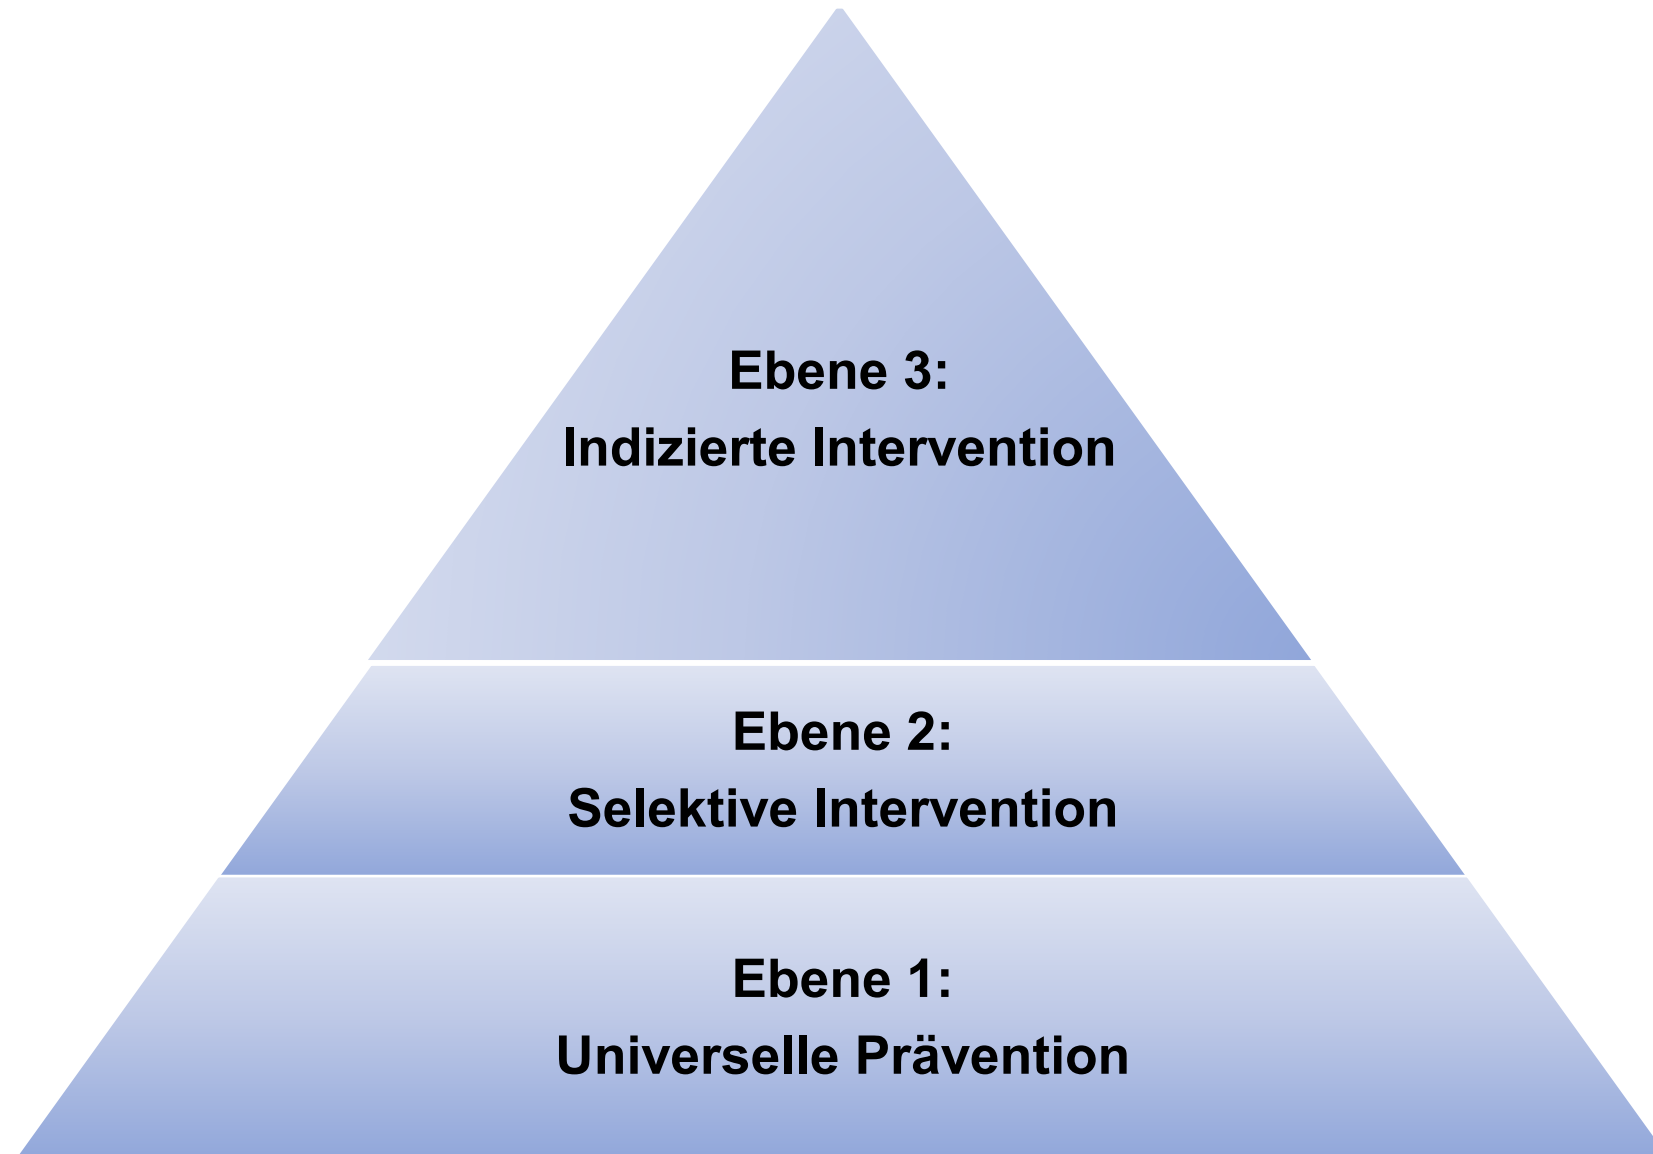 Ebene 3:
Indizierte Intervention
Ebene 2:
Selektive Intervention
Ebene 1:
Universelle Prävention